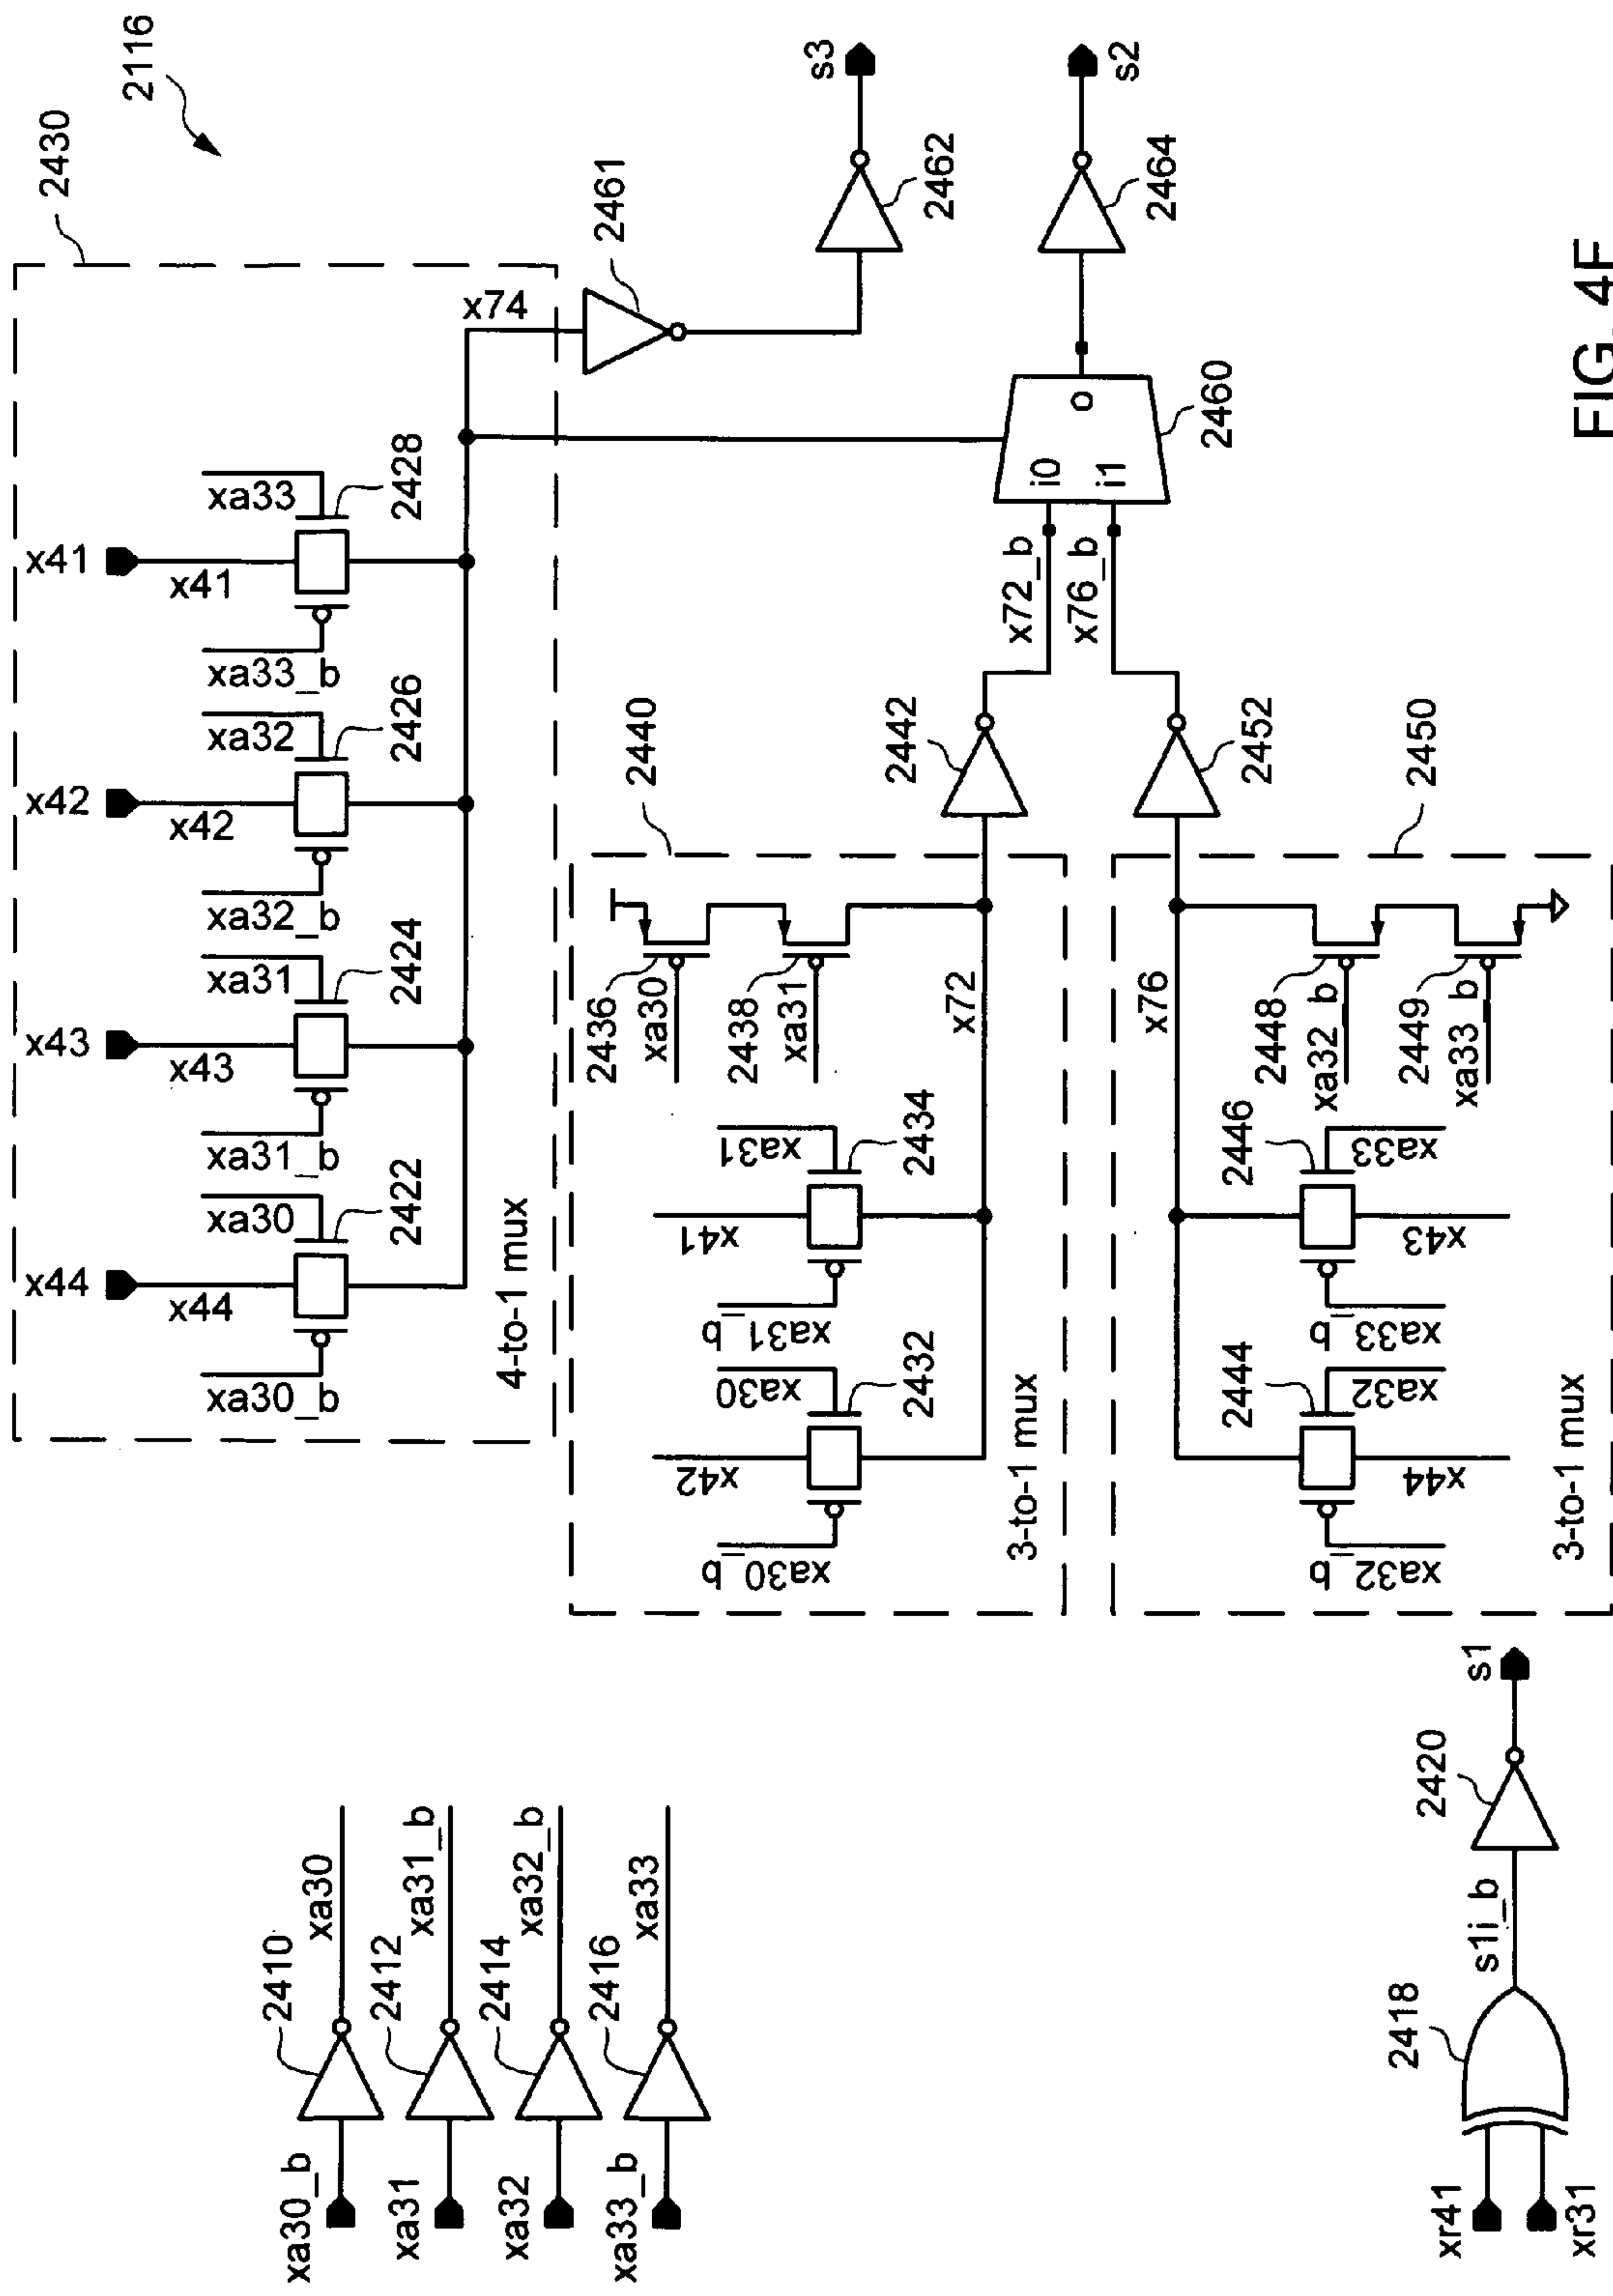 2116
2430
x44
x43
x42
x41
x44
x43
x42
x41
xa30_b
xa30
xa31_b
xa31
xa32_b
xa32
xa33_b
xa33
2422
2424
2426
2428
x74
4-to-1 mux
2461
s3
2462
s2
2464
xa30_b
2410
xa30
xa31
2412
xa31_b
xa32
2414
xa32_b
xa33_b
2416
xa33
2440
x42
x41
xa30_b
xa30
xa31_b
xa31
2432
2434
2436
xa30
2438
xa31
x72
3-to-1 mux
2442
x72_b
x76_b
i0
i1
o
2460
2452
2450
x76
2444
2446
2448
xa32_b
2449
xa33_b
xa32_b
xa32
xa33_b
xa33
x44
x43
3-to-1 mux
xr41
xr31
2418
s1i_b
2420
s1